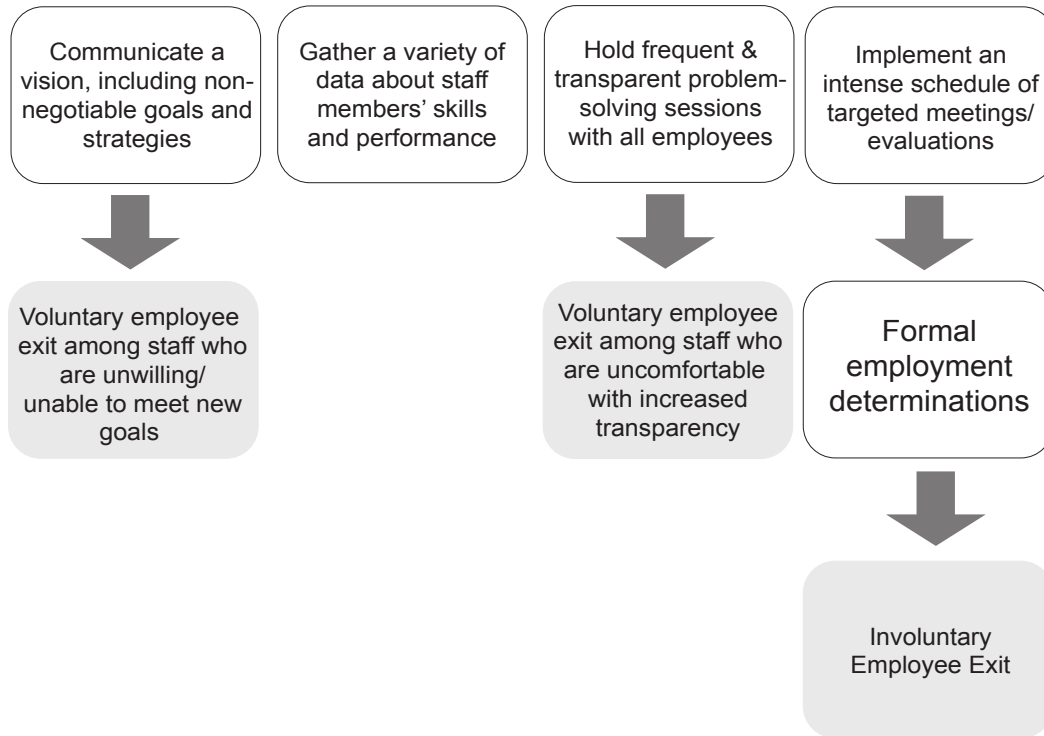 Communicate a
vision, including non-
negotiable goals and
strategies
Gather a variety of
data about staff
members’ skills
and performance
Hold frequent &
transparent problem-
solving sessions
with all employees
Implement an
intense schedule of
targeted meetings/
evaluations
Voluntary employee
exit among staff who
are unwilling/
unable to meet new
goals
Voluntary employee
exit among staff who
are uncomfortable
with increased
transparency
Formal
employment
determinations
Involuntary
Employee Exit